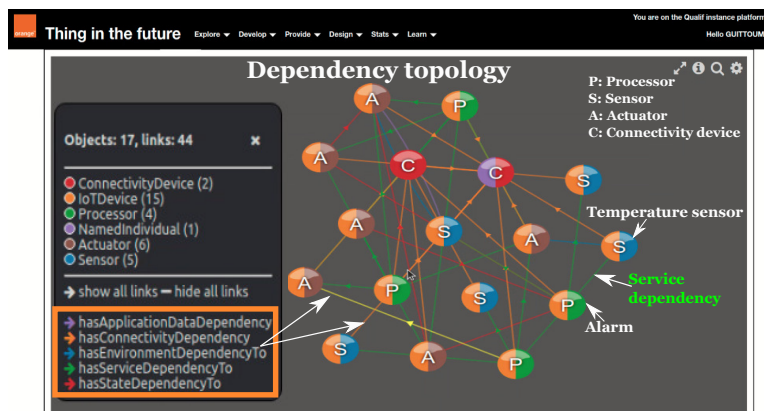 You are on the Qualif instance platform
orange
Thing in the future Explore Develop Provide Design Stats Learn
Hello GUITTOUM
Dependency topology
P: Processor
S: Sensor
A: Actuator
C: Connectivity device
Objects: 17, links: 44 ×
ConnectivityDevice (2)
IoTDevice (15)
Processor (4)
NamedIndividual (1)
Actuator (6)
Sensor (5)
show all links hide all links
hasApplicationDataDependency
hasConnectivityDependency
hasEnvironmentDependencyTo
hasServiceDependencyTo
hasStateDependencyTo
A
P
A
C
C
S
A
S
A
S
Temperature sensor
A
P
S
P
Service
dependency
Alarm
S
A
P